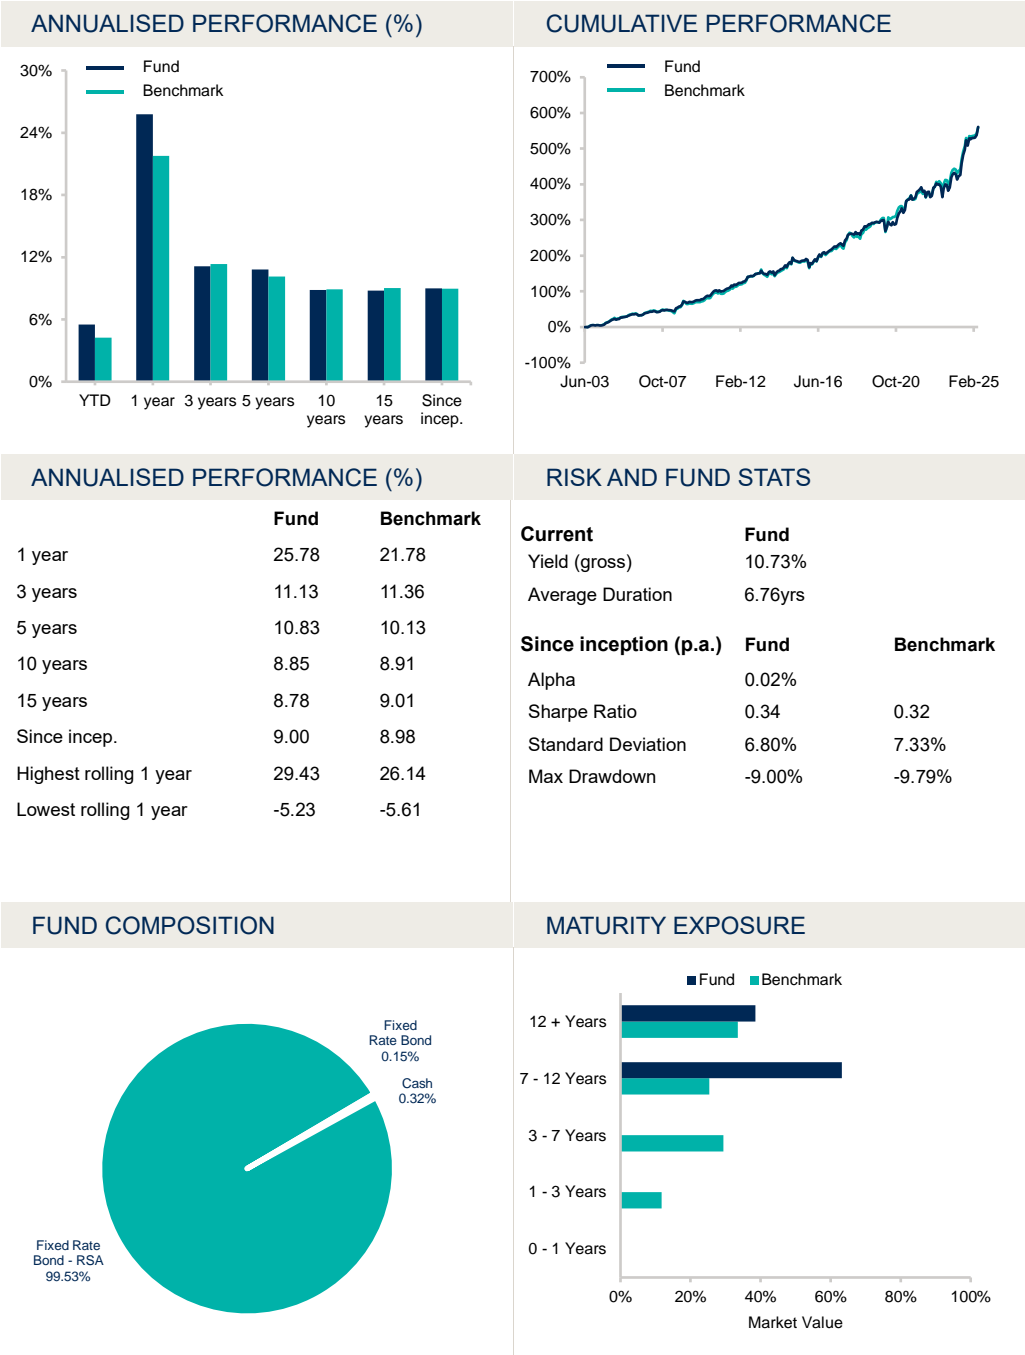 ANNUALISED PERFORMANCE (%)
Fund
Benchmark
30%
24%
18%
12%
6%
0%
YTD
1 year
3 years
5 years
10
years
15
years
Since
incep.
CUMULATIVE PERFORMANCE
Fund
Benchmark
700%
600%
500%
400%
300%
200%
100%
0%
-100%
Jun-03
Oct-07
Feb-12
Jun-16
Oct-20
Feb-25
ANNUALISED PERFORMANCE (%)
Fund Benchmark
1 year 25.78 21.78
3 years 11.13 11.36
5 years 10.83 10.13
10 years 8.85 8.91
15 years 8.78 9.01
Since incep. 9.00 8.98
Highest rolling 1 year 29.43 26.14
Lowest rolling 1 year -5.23 -5.61
RISK AND FUND STATS
Current Fund
Yield (gross) 10.73%
Average Duration 6.76yrs
Since inception (p.a.) Fund Benchmark
Alpha 0.02%
Sharpe Ratio 0.34 0.32
Standard Deviation 6.80% 7.33%
Max Drawdown -9.00% -9.79%
FUND COMPOSITION
Fixed
Rate Bond
0.15%
Cash
0.32%
Fixed Rate
Bond - RSA
99.53%
MATURITY EXPOSURE
Fund Benchmark
12 + Years
7 - 12 Years
3 - 7 Years
1 - 3 Years
0 - 1 Years
0% 20% 40% 60% 80% 100%
Market Value